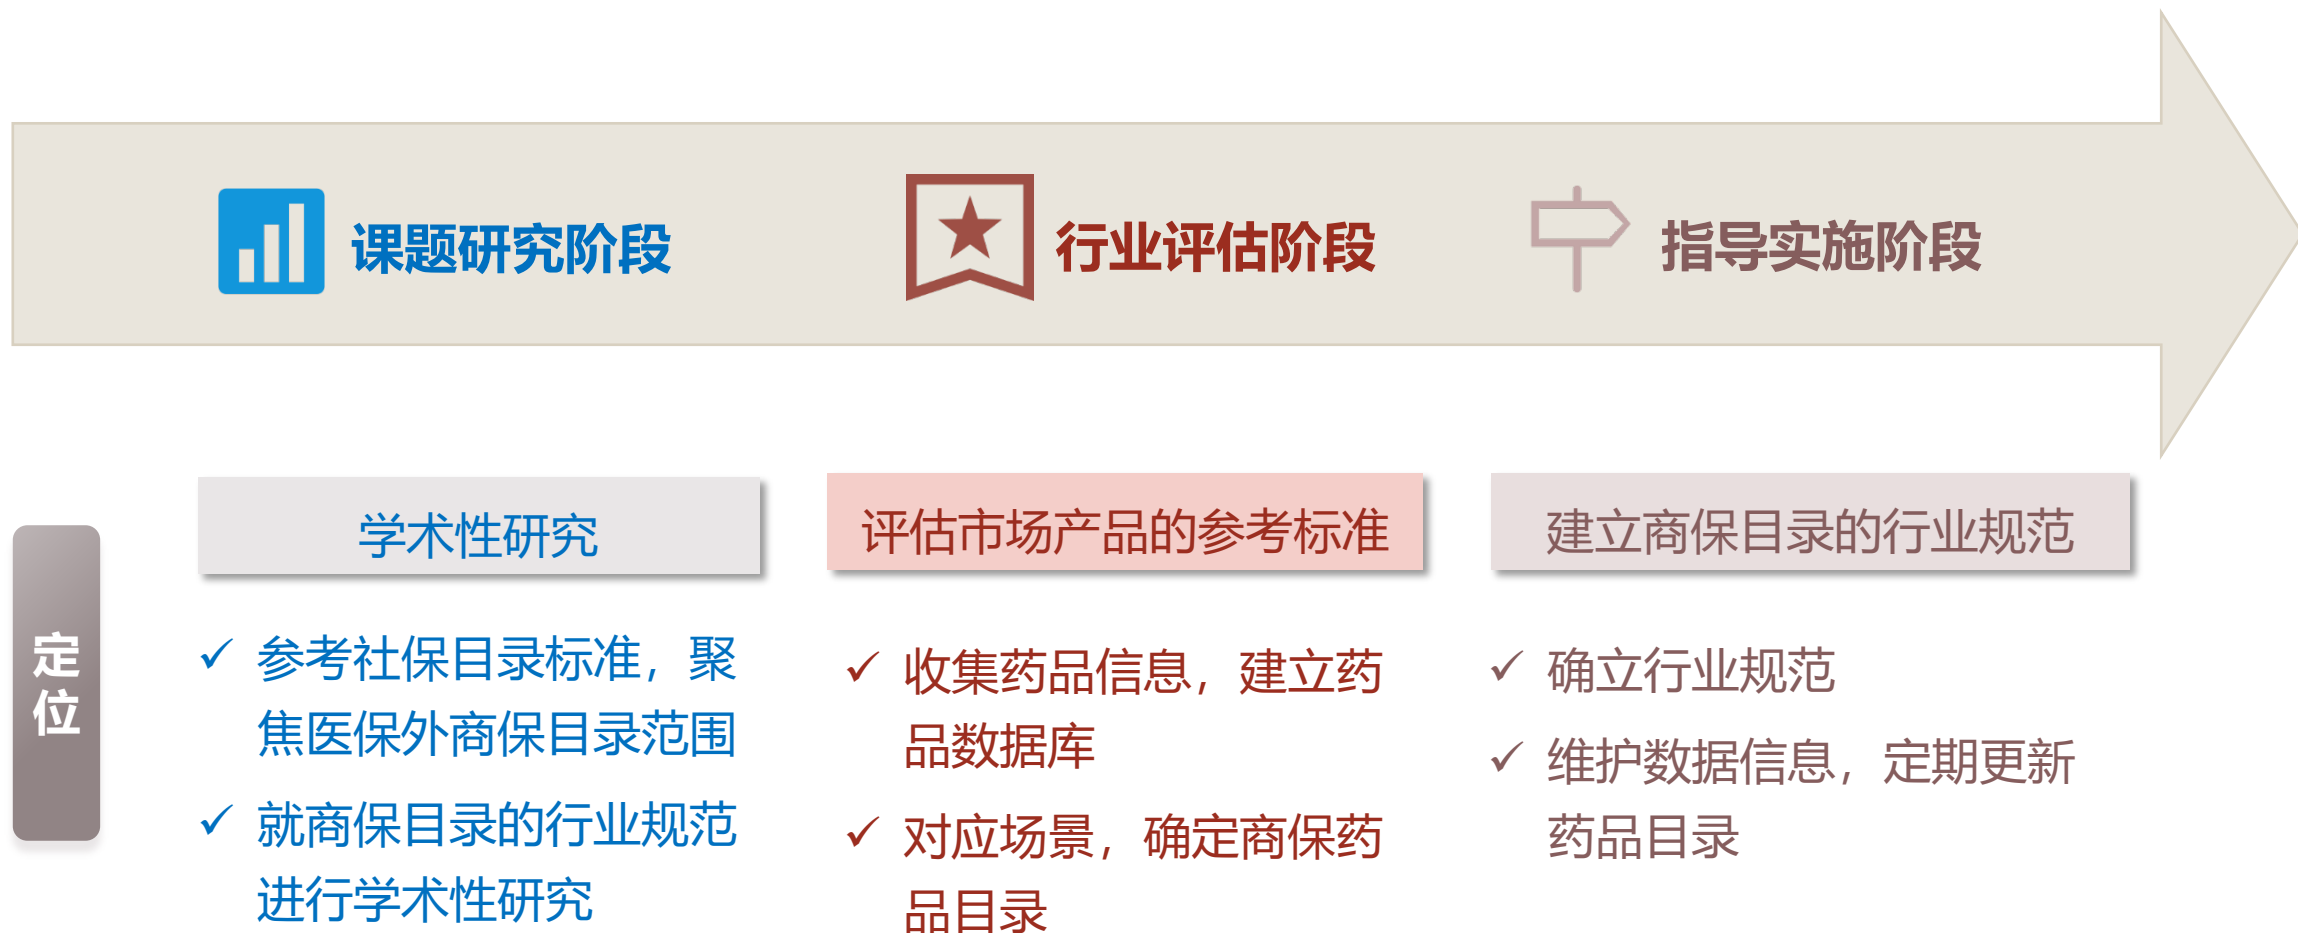 课题研究阶段
行业评估阶段
指导实施阶段
定
位
学术性研究
✓ 参考社保目录标准，聚
焦医保外商保目录范围
✓ 就商保目录的行业规范
进行学术性研究
评估市场产品的参考标准
✓ 收集药品信息，建立药
品数据库
✓ 对应场景，确定商保药
品目录
建立商保目录的行业规范
✓ 确立行业规范
✓ 维护数据信息，定期更新
药品目录